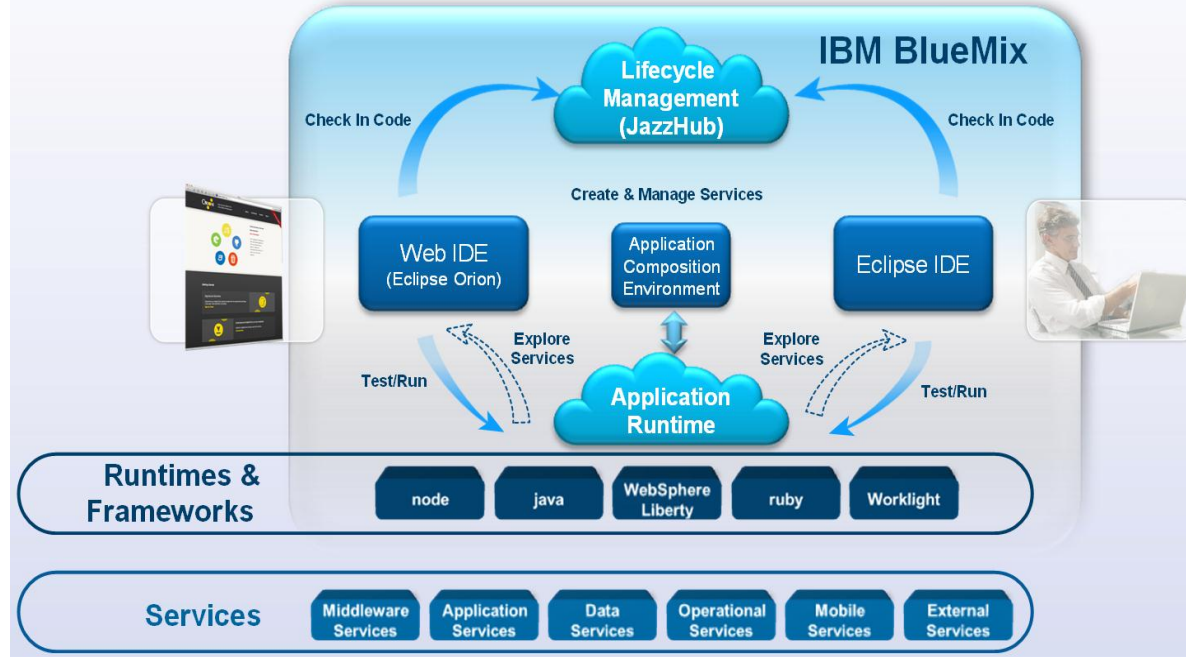 IBM BlueMix
Lifecycle
Management
(JazzHub)
Check In Code
Check In Code
Create & Manage Services
Web IDE
(Eclipse Orion)
Application
Composition
Environment
Eclipse IDE
Explore
Services
Explore
Services
Test/Run
Test/Run
Application
Runtime
Runtimes &
Frameworks
node
java
WebSphere
Liberty
ruby
Worklight
Services
Middleware
Services
Application
Services
Data
Services
Operational
Services
Mobile
Services
External
Services